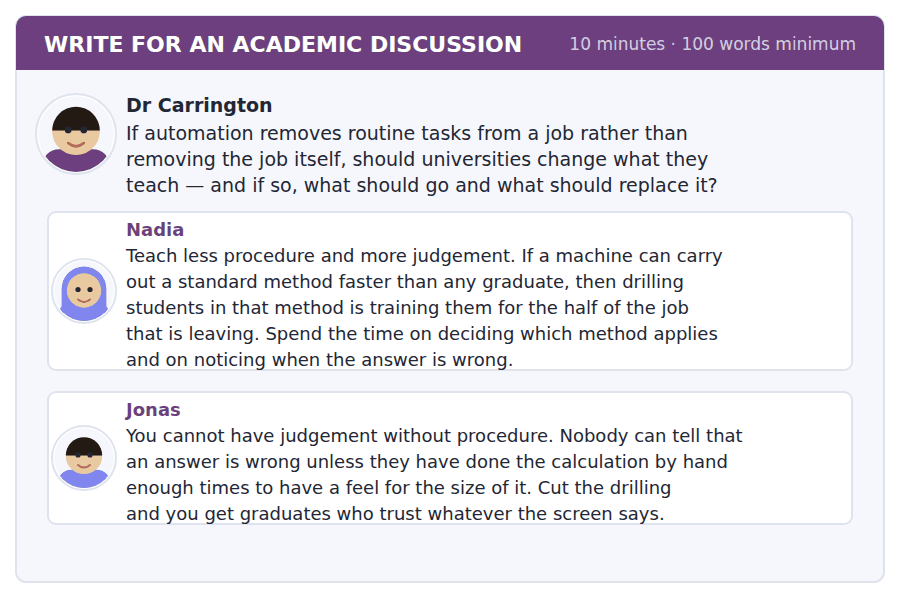 WRITE FOR AN ACADEMIC DISCUSSION
10 minutes · 100 words minimum
Dr Carrington
If automation removes routine tasks from a job rather than
removing the job itself, should universities change what they
teach — and if so, what should go and what should replace it?
Nadia
Teach less procedure and more judgement. If a machine can carry
out a standard method faster than any graduate, then drilling
students in that method is training them for the half of the job
that is leaving. Spend the time on deciding which method applies
and on noticing when the answer is wrong.
Jonas
You cannot have judgement without procedure. Nobody can tell that
an answer is wrong unless they have done the calculation by hand
enough times to have a feel for the size of it. Cut the drilling
and you get graduates who trust whatever the screen says.